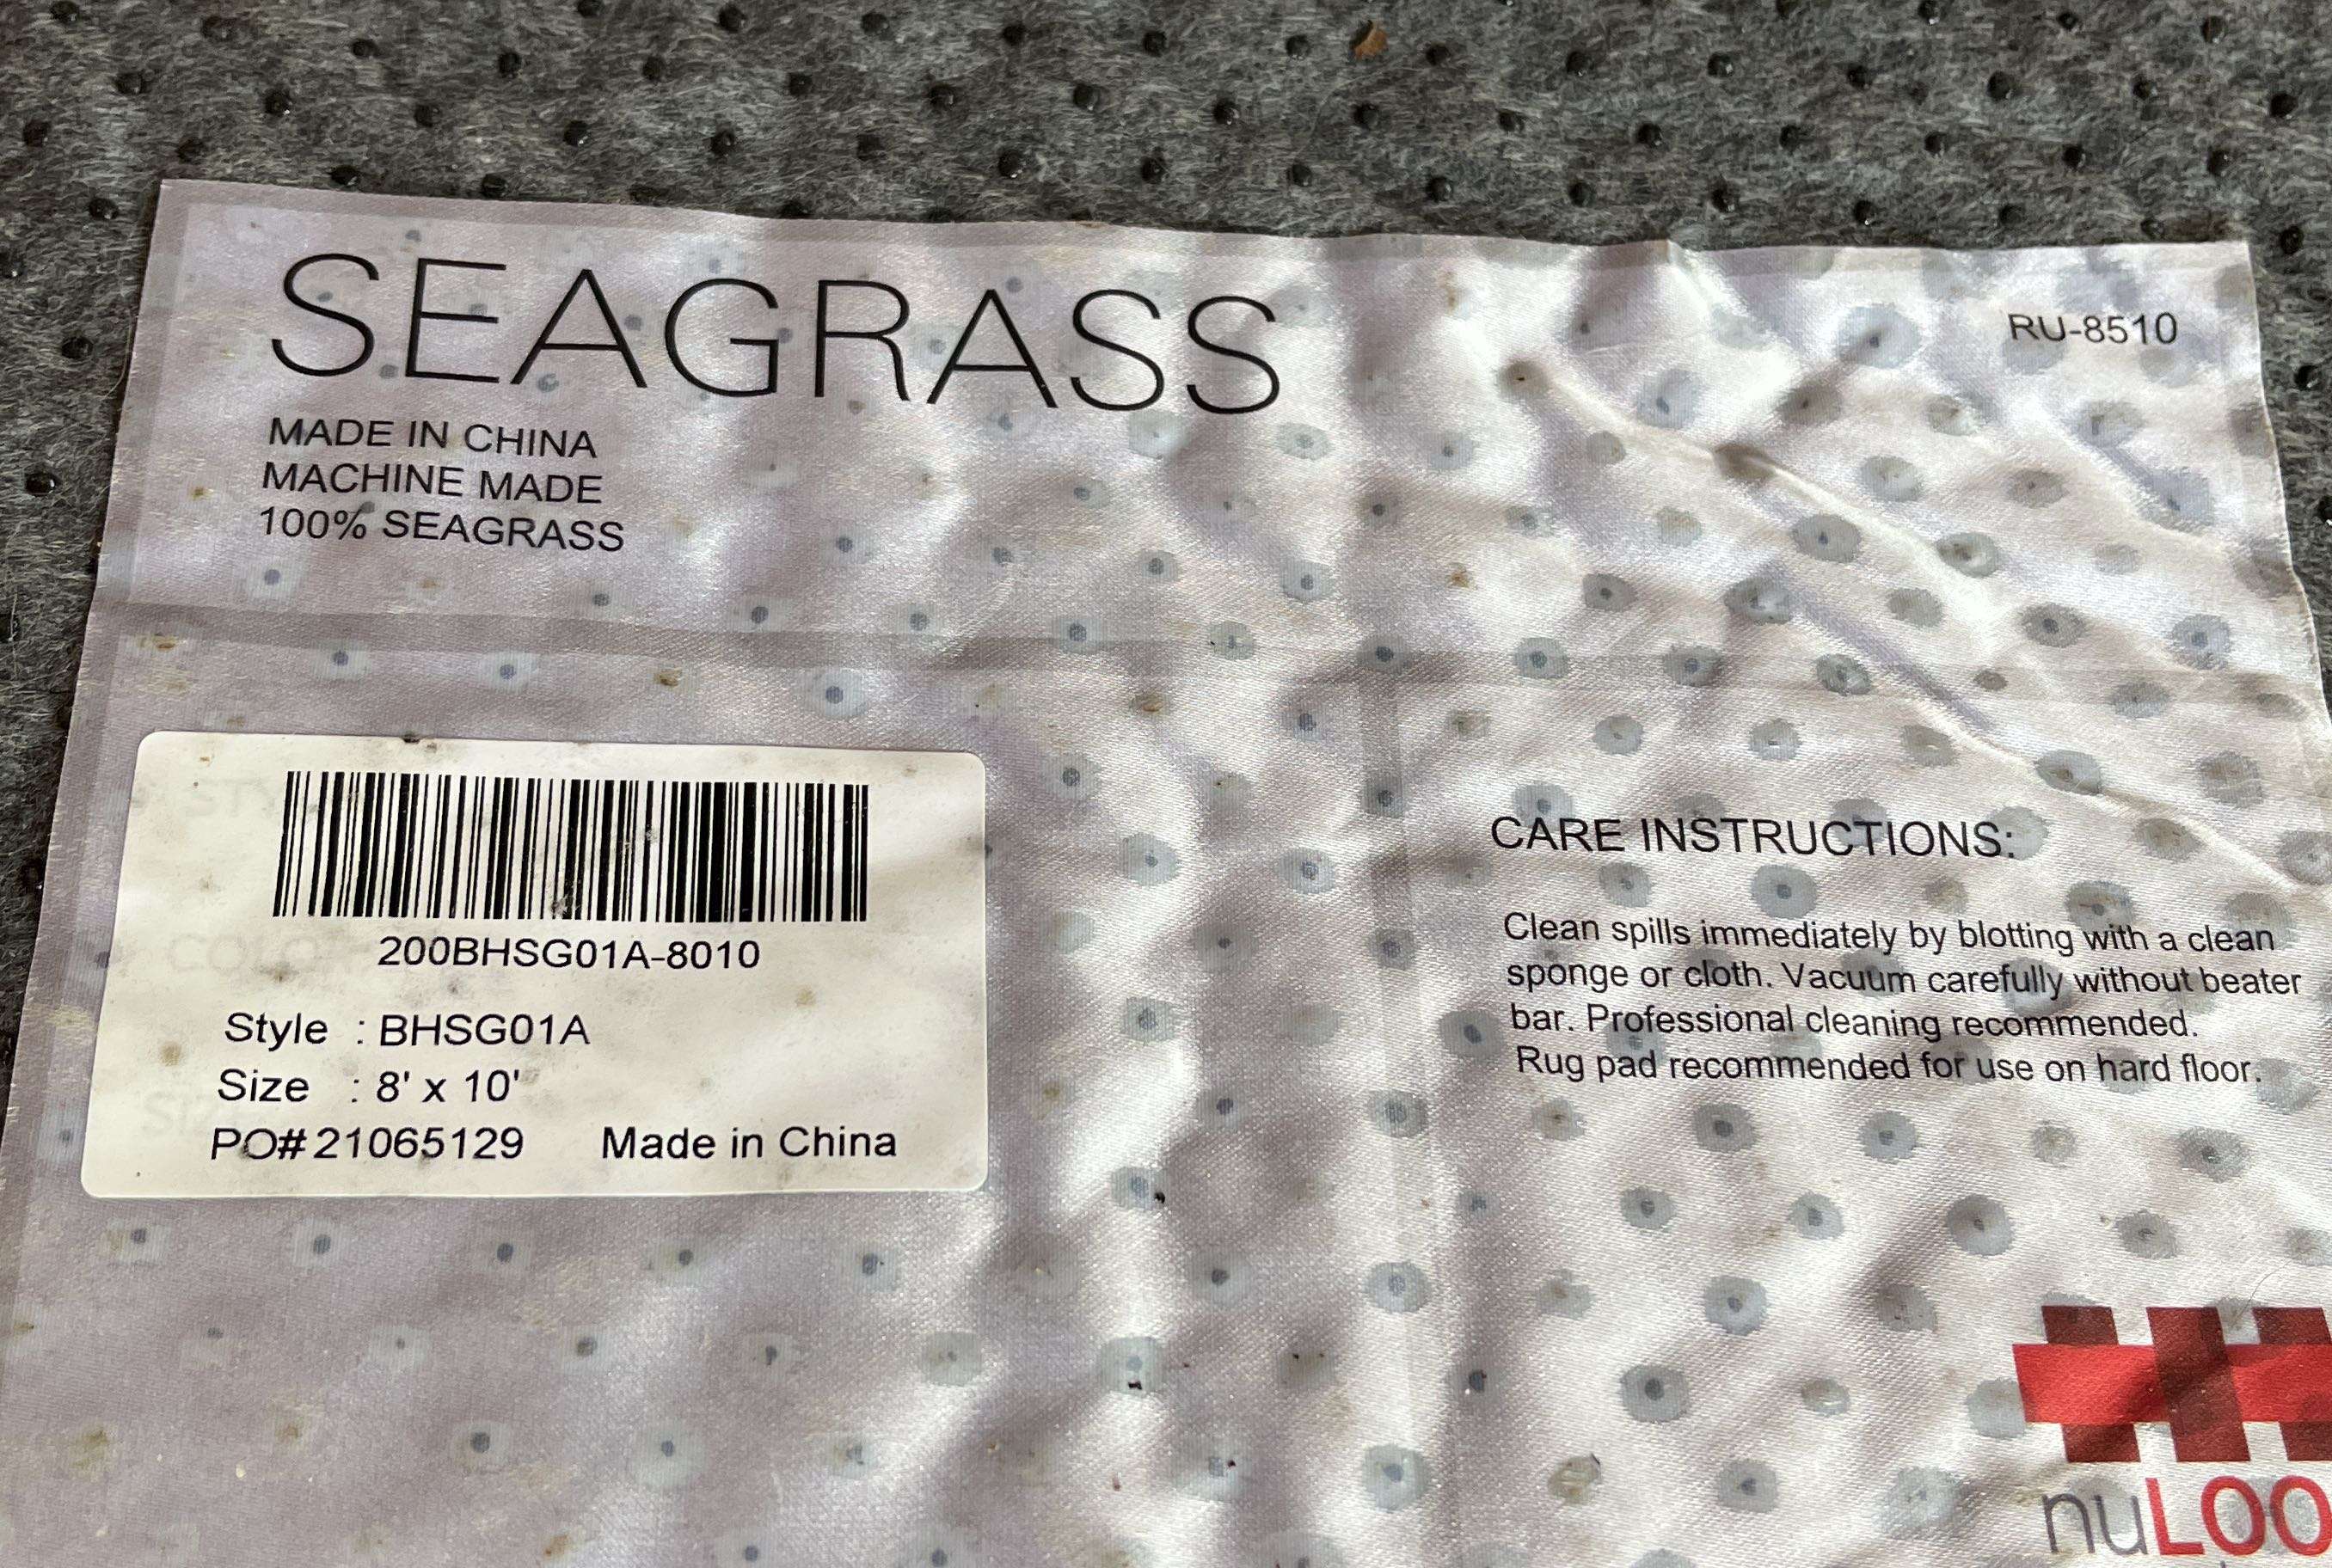 SEAGRASS
RU-8510
MADE IN CHINA
MACHINE MADE
100% SEAGRASS
200BHSG01A-8010
Style : BHSG01A
Size : 8' x 10'
PO# 21065129 Made in China
CARE INSTRUCTIONS:
Clean spills immediately by blotting with a clean
sponge or cloth. Vacuum carefully without beater
bar. Professional cleaning recommended.
Rug pad recommended for use on hard floor.
nuLOO